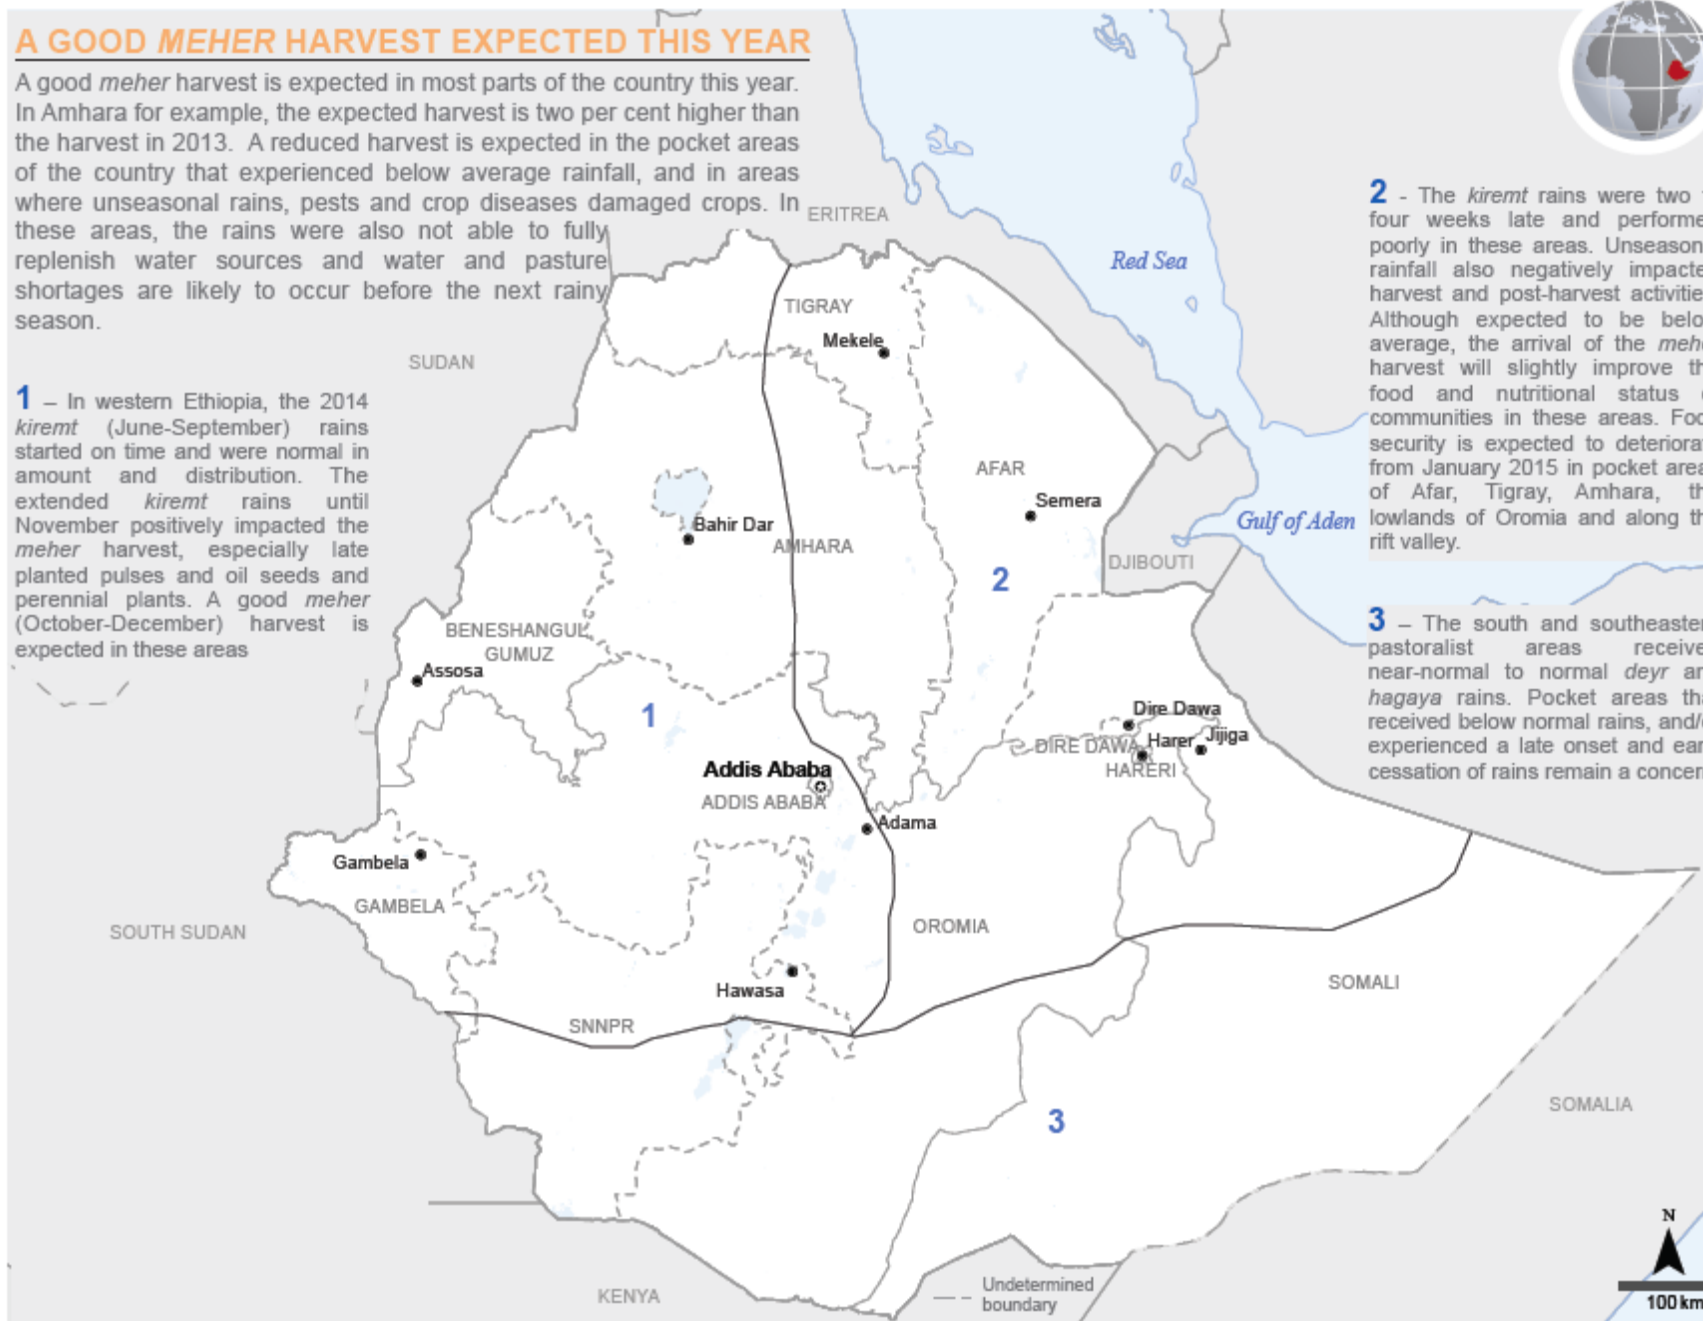 A GOOD MEHER HARVEST EXPECTED THIS YEAR
A good meher harvest is expected in most parts of the country this year.
In Amhara for example, the expected harvest is two per cent higher than
the harvest in 2013. A reduced harvest is expected in the pocket areas
of the country that experienced below average rainfall, and in areas
where unseasonal rains, pests and crop diseases damaged crops. In
these areas, the rains were also not able to fully
replenish water sources and water and pasture
shortages are likely to occur before the next rainy
season.
1 – In western Ethiopia, the 2014
kiremt (June-September) rains
started on time and were normal in
amount and distribution. The
extended kiremt rains until
November positively impacted the
meher harvest, especially late
planted pulses and oil seeds and
perennial plants. A good meher
(October-December) harvest is
expected in these areas
2 - The kiremt rains were two
four weeks late and performe
poorly in these areas. Unseason
rainfall also negatively impacte
harvest and post-harvest activitie
Although expected to be belo
average, the arrival of the mehe
harvest will slightly improve th
food and nutritional status
communities in these areas. Foo
security is expected to deteriorat
from January 2015 in pocket area
of Afar, Tigray, Amhara, th
lowlands of Oromia and along th
rift valley.
3 – The south and southeaster
pastoralist areas receive
near-normal to normal deyr an
hagaya rains. Pocket areas tha
received below normal rains, and/
experienced a late onset and ear
cessation of rains remain a concer
ERITREA
Red Sea
TIGRAY
Mekele
SUDAN
AFAR
Semera
Gulf of Aden
Bahir Dar
AMHARA
DJIBOUTI
2
BENESHANGUL
GUMUZ
Assosa
1
Dire Dawa
DIRE DAWA
Harer
Jijiga
HARERI
Addis Ababa
ADDIS ABABA
Adama
Gambela
GAMBELA
OROMIA
SOUTH SUDAN
Hawasa
SOMALI
SNNPR
SOMALIA
3
KENYA
Undetermined
boundary
N
100 km